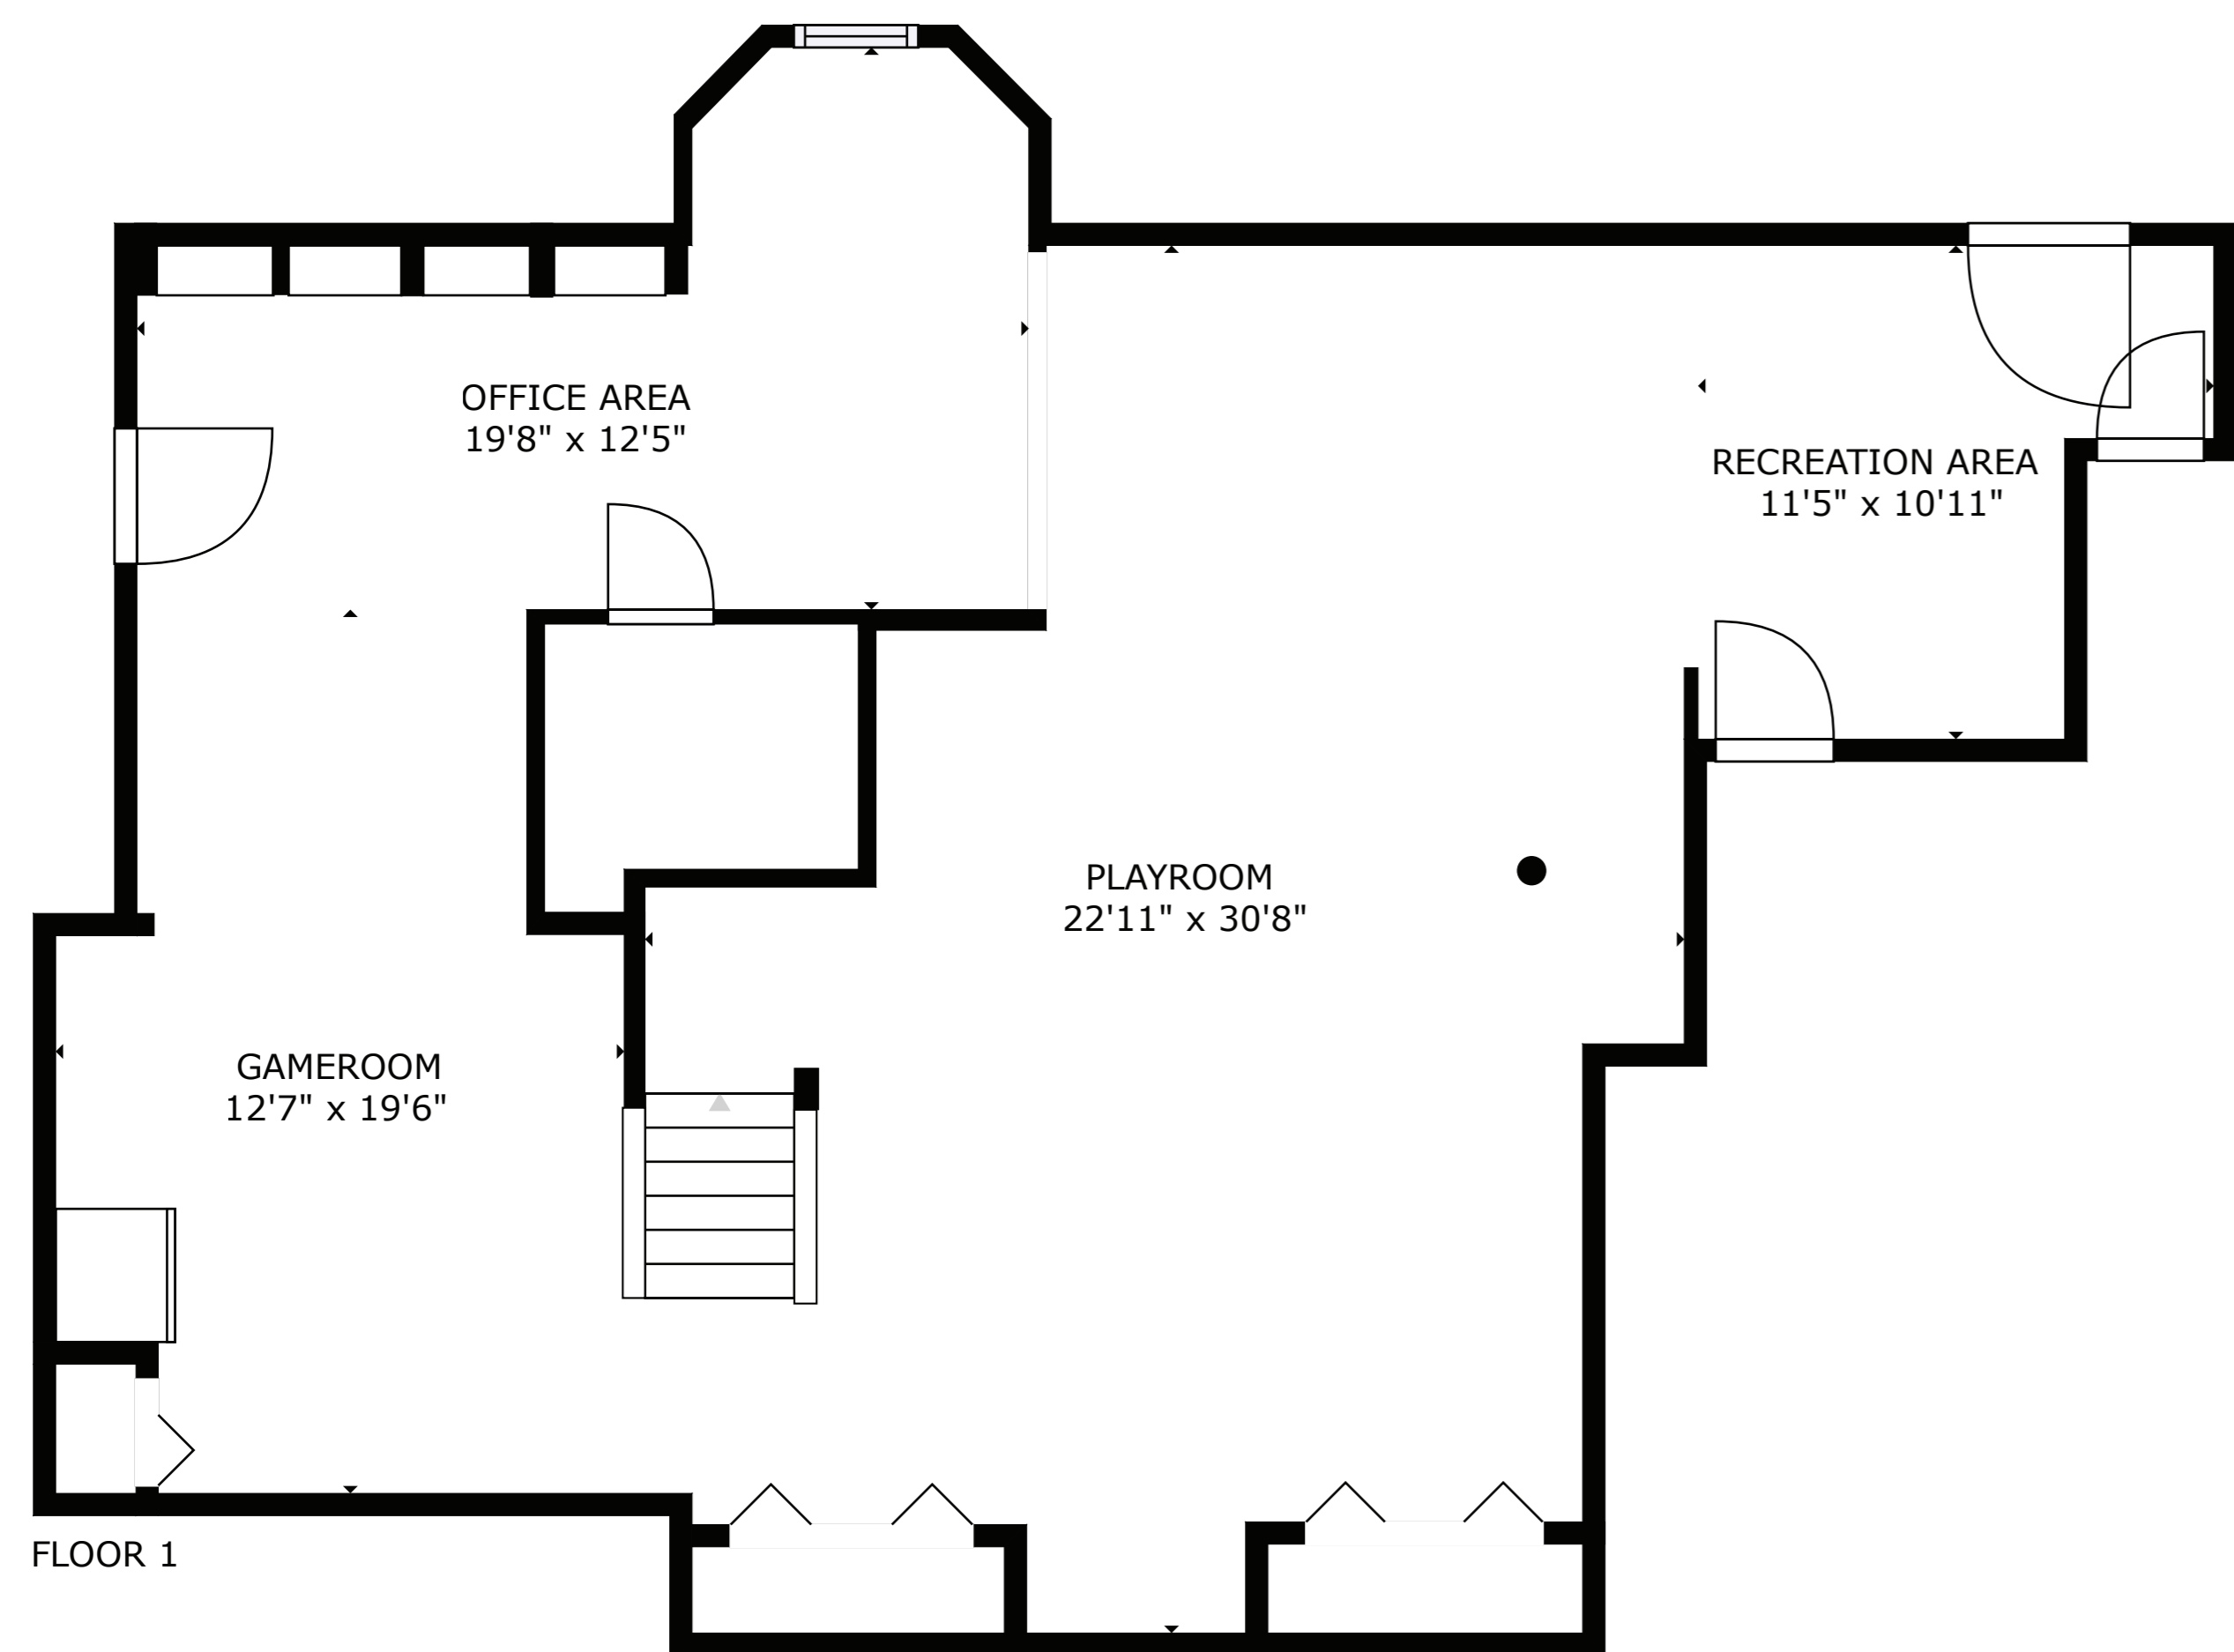 OFFICE AREA
19'8" x 12'5"
RECREATION AREA
11'5" x 10'11"
PLAYROOM
22'11" x 30'8"
GAMEROOM
12'7" x 19'6"
FLOOR 1